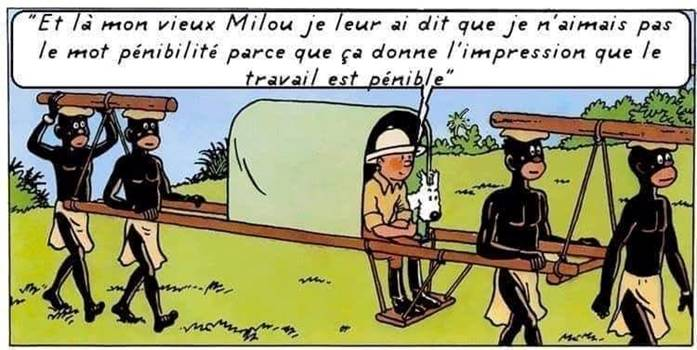 "Et là mon vieux Milou je leur ai dit que je n'aimais pas
le mot pénibilité parce que ça donne l'impression que le
travail est pénible"